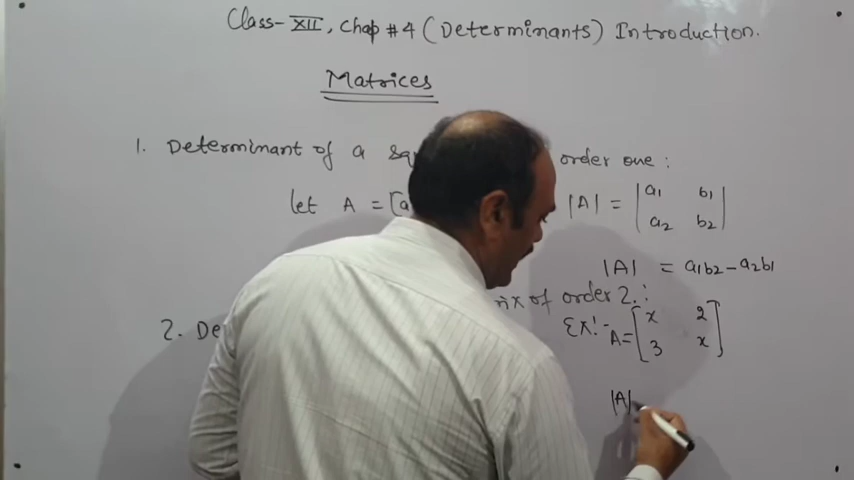 Class-XII, Chap #4 (Determinants) Introduction.
Matrices
1. Determinant of a order one :
let A = [a |A| = |a1 b1|
|a2 b2|
|A| = a1b2-a2b1
of order 2 :
2. De Ex!- A= [x 2]
[3 x]
|A|